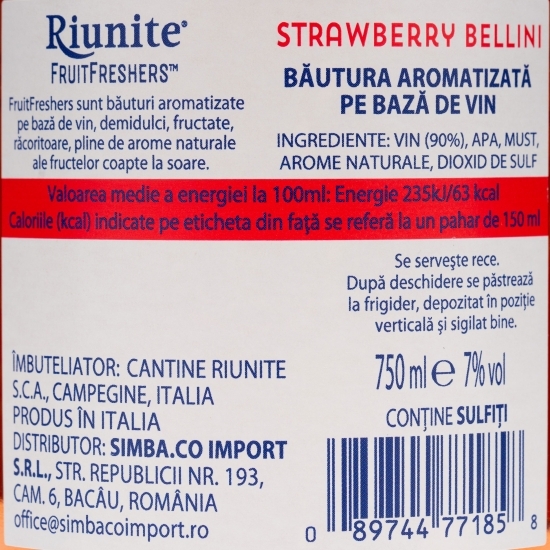 Riunite®
FRUITFRESHERS™
FruitFreshers sunt băuturi aromatizate
pe bază de vin, demidulci, fructate,
răcoritoare, pline de arome naturale
ale fructelor coapte la soare.
STRAWBERRY BELLINI
BĂUTURA AROMATIZATĂ
PE BAZĂ DE VIN
INGREDIENTE: VIN (90%), APA, MUST,
AROME NATURALE, DIOXID DE SULF
Valoarea medie a energiei la 100ml: Energie 235kJ/63 kcal
Caloriile (kcal) indicate pe eticheta din față se referă la un pahar de 150 ml
Se servește rece.
După deschidere se păstrează
la frigider, depozitat în poziție
verticală și sigilat bine.
750 ml e 7% vol
CONȚINE SULFIȚI
ÎMBUTELIATOR: CANTINE RIUNITE
S.C.A., CAMPEGINE, ITALIA
PRODUS ÎN ITALIA
DISTRIBUTOR: SIMBA.CO IMPORT
S.R.L., STR. REPUBLICII NR. 193,
CAM. 6, BACĂU, ROMÂNIA
office@simbacoimport.ro
0 89744 77185 8